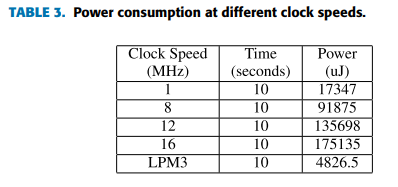 TABLE 3. Power consumption at different clock speeds.
Clock Speed (MHz) Time (seconds) Power (uJ)
1 10 17347
8 10 91875
12 10 135698
16 10 175135
LPM3 10 4826.5